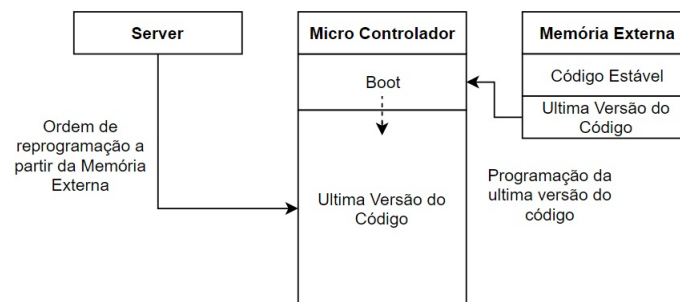 Server
Micro Controlador
Memória Externa
Boot
Código Estável
Ultima Versão do
Código
Ordem de
reprogramação a
partir da Memória
Externa
Ultima Versão do
Código
Programação da
ultima versão do
código